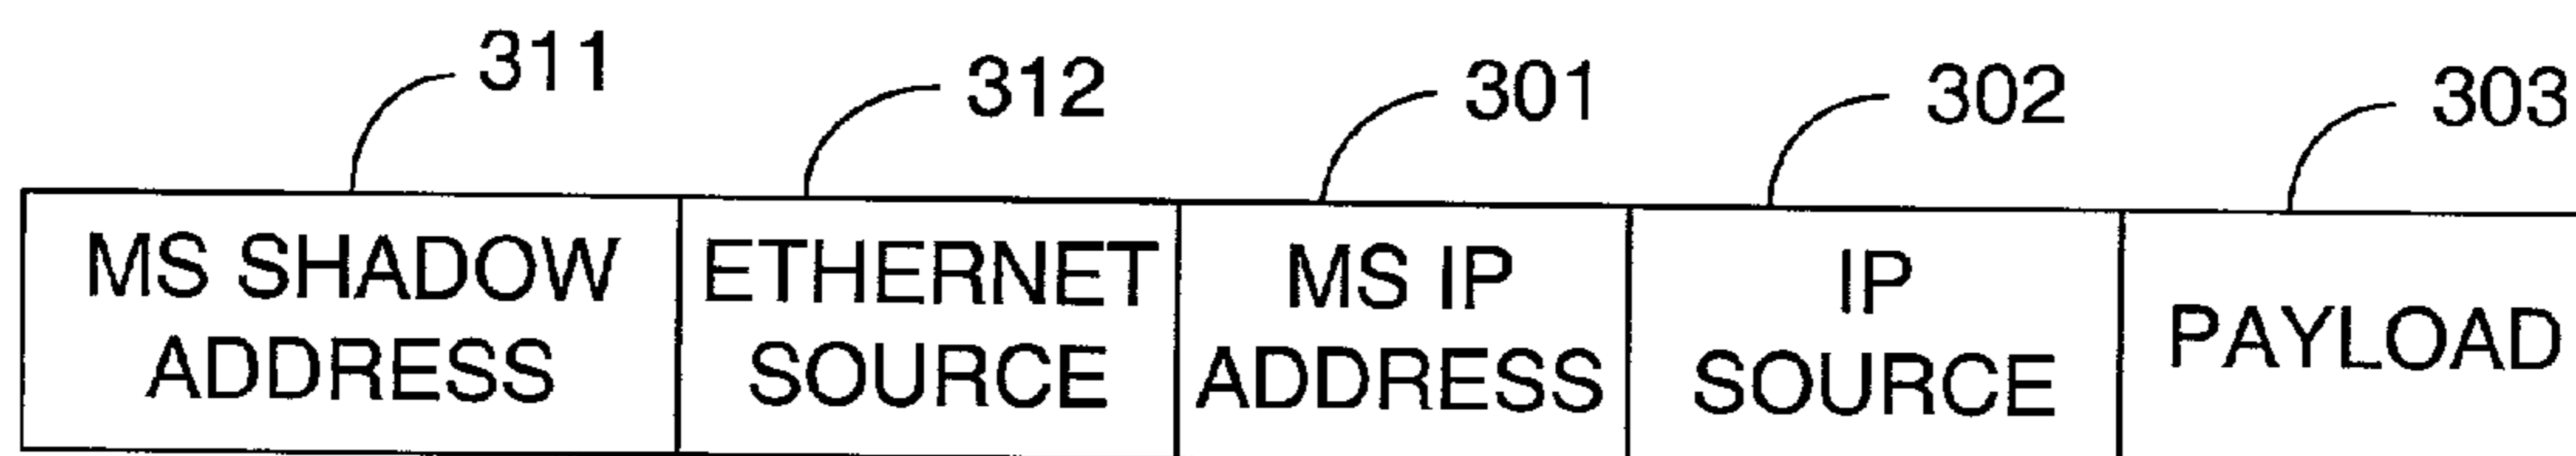 311
312
301
302
303
MS SHADOW
ADDRESS
ETHERNET
SOURCE
MS IP
ADDRESS
IP
SOURCE
PAYLOAD